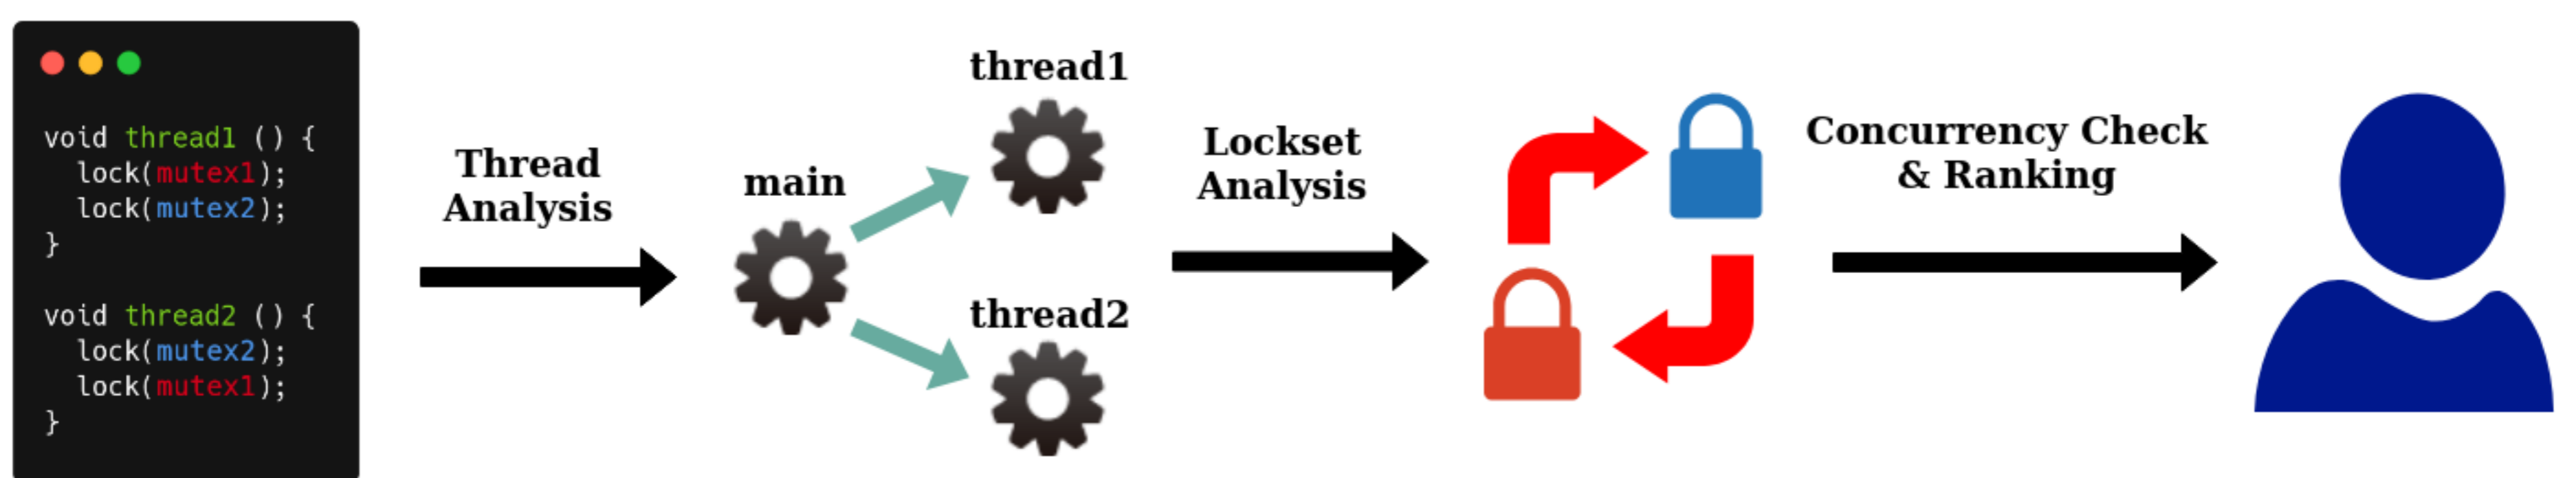 void thread1 () {
  lock(mutex1);
  lock(mutex2);
}
void thread2 () {
  lock(mutex2);
  lock(mutex1);
}
Thread
Analysis
main
thread1
thread2
Lockset
Analysis
Concurrency Check
& Ranking